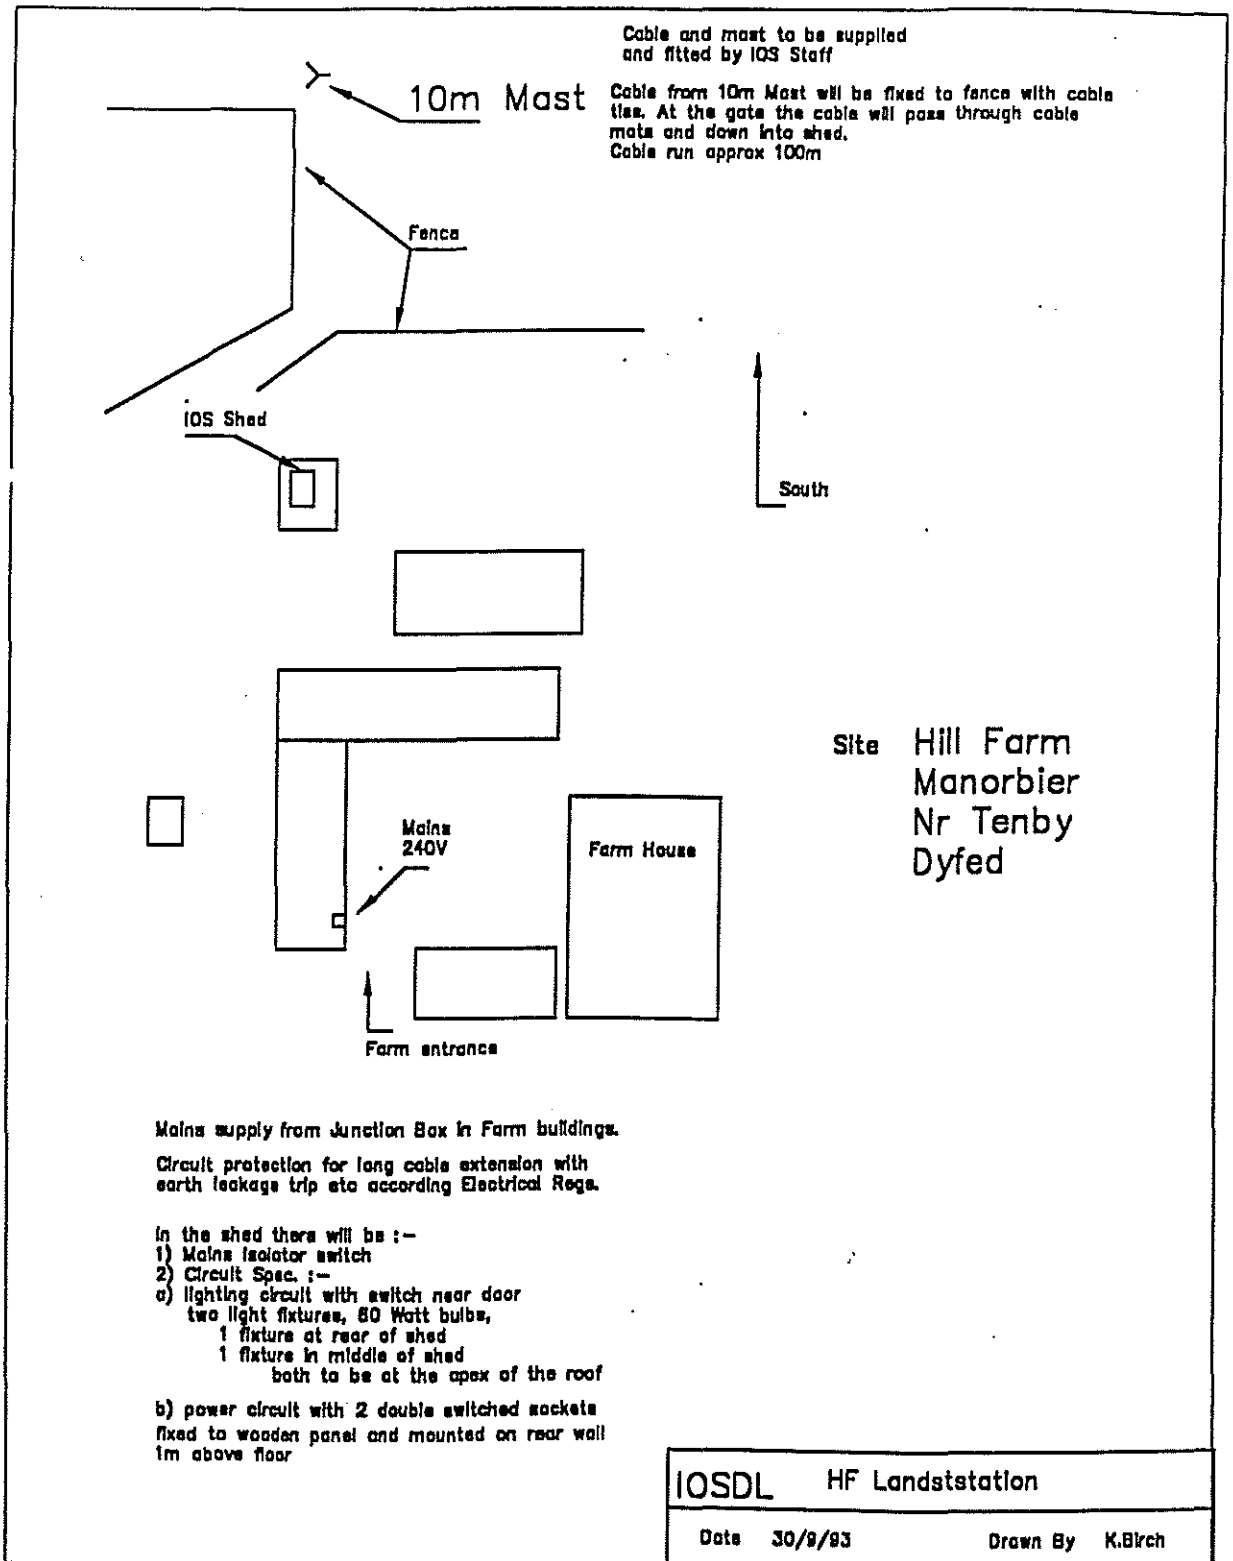 Cable and mast to be supplied
and fitted by IOS Staff
10m Mast
Cable from 10m Mast will be fixed to fence with cable
ties. At the gate the cable will pass through cable
mats and down into shed.
Cable run approx 100m
Fence
IOS Shed
South
Site Hill Farm
Manorbier
Nr Tenby
Dyfed
Mains
240V
Farm House
Farm entrance
Mains supply from Junction Box in Farm buildings.
Circuit protection for long cable extension with
earth leakage trip etc according Electrical Regs.
In the shed there will be :-
1) Mains isolator switch
2) Circuit Spec. :-
a) lighting circuit with switch near door
two light fixtures, 60 Watt bulbs,
1 fixture at rear of shed
1 fixture in middle of shed
both to be at the apex of the roof
b) power circuit with 2 double switched sockets
fixed to wooden panel and mounted on rear wall
1m above floor
IOSDL HF Landststation
Date 30/9/93 Drawn By K.Birch